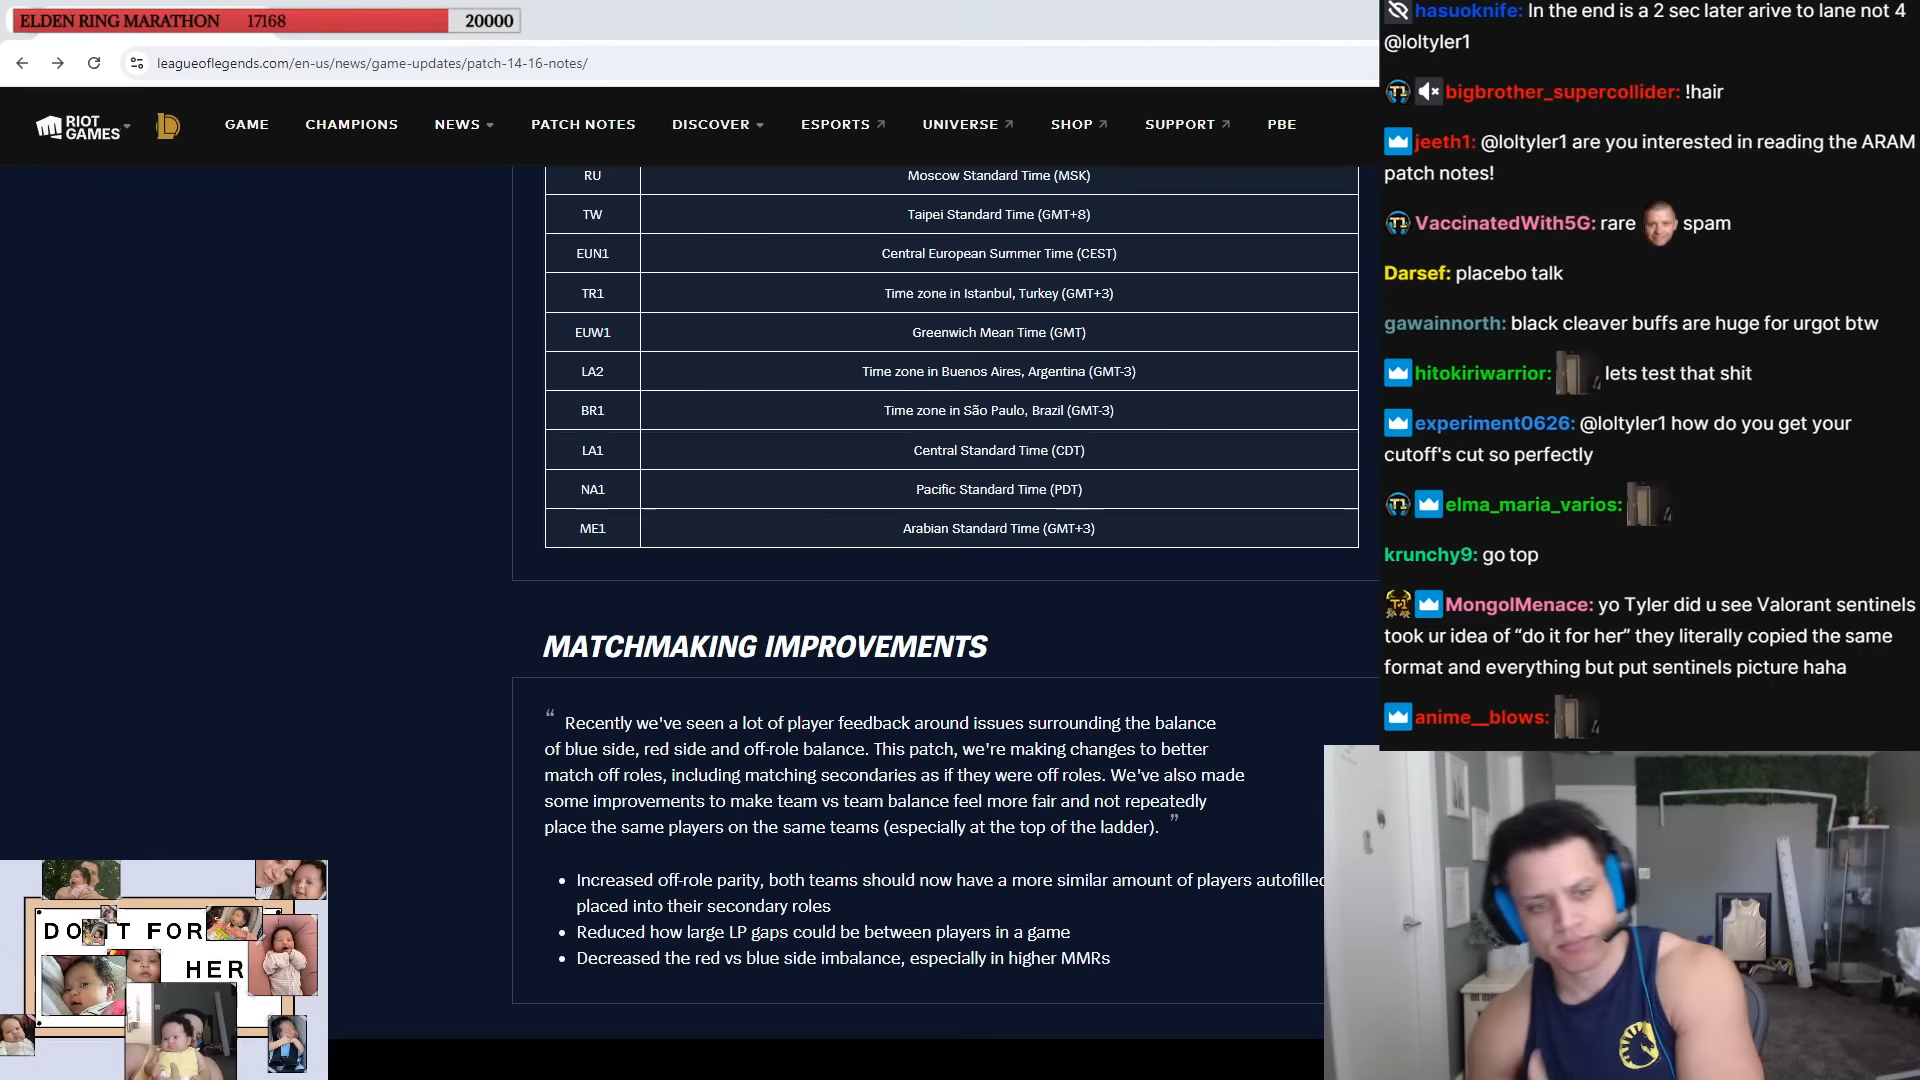 ELDEN RING MARATHON 17168 20000
leagueoflegends.com/en-us/news/game-updates/patch-14-16-notes/
RIOT GAMES GAME CHAMPIONS NEWS PATCH NOTES DISCOVER ESPORTS UNIVERSE SHOP SUPPORT PBE
RU Moscow Standard Time (MSK)
TW Taipei Standard Time (GMT+8)
EUN1 Central European Summer Time (CEST)
TR1 Time zone in Istanbul, Turkey (GMT+3)
EUW1 Greenwich Mean Time (GMT)
LA2 Time zone in Buenos Aires, Argentina (GMT-3)
BR1 Time zone in São Paulo, Brazil (GMT-3)
LA1 Central Standard Time (CDT)
NA1 Pacific Standard Time (PDT)
ME1 Arabian Standard Time (GMT+3)
MATCHMAKING IMPROVEMENTS
“ Recently we've seen a lot of player feedback around issues surrounding the balance
of blue side, red side and off-role balance. This patch, we're making changes to better
match off roles, including matching secondaries as if they were off roles. We've also made
some improvements to make team vs team balance feel more fair and not repeatedly
place the same players on the same teams (especially at the top of the ladder). ”
• Increased off-role parity, both teams should now have a more similar amount of players autofilled
placed into their secondary roles
• Reduced how large LP gaps could be between players in a game
• Decreased the red vs blue side imbalance, especially in higher MMRs
DO IT FOR
HER
hasuoknife: In the end is a 2 sec later arive to lane not 4
@loltyler1
bigbrother_supercollider: !hair
jeeth1: @loltyler1 are you interested in reading the ARAM
patch notes!
VaccinatedWith5G: rare spam
Darsef: placebo talk
gawainnorth: black cleaver buffs are huge for urgot btw
hitokiriwarrior: lets test that shit
experiment0626: @loltyler1 how do you get your
cutoff's cut so perfectly
elma_maria_varios:
krunchy9: go top
MongolMenace: yo Tyler did u see Valorant sentinels
took ur idea of “do it for her” they literally copied the same
format and everything but put sentinels picture haha
anime__blows: